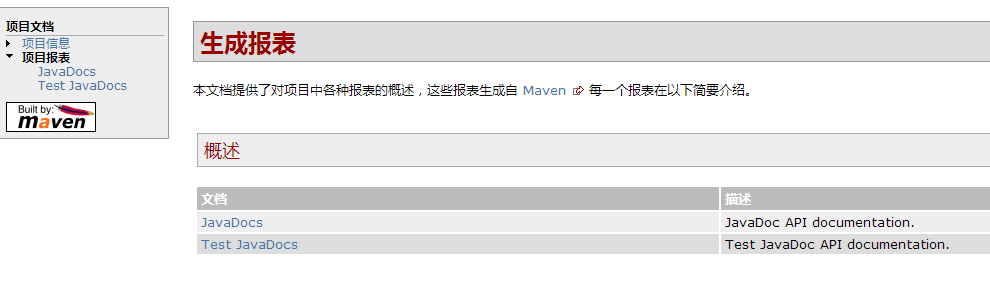 项目文档
项目信息
项目报表
JavaDocs
Test JavaDocs
Built by:
maven
生成报表
本文档提供了对项目中各种报表的概述，这些报表生成自 Maven 每一个报表在以下简要介绍。
概述
文档 描述
JavaDocs JavaDoc API documentation.
Test JavaDocs Test JavaDoc API documentation.